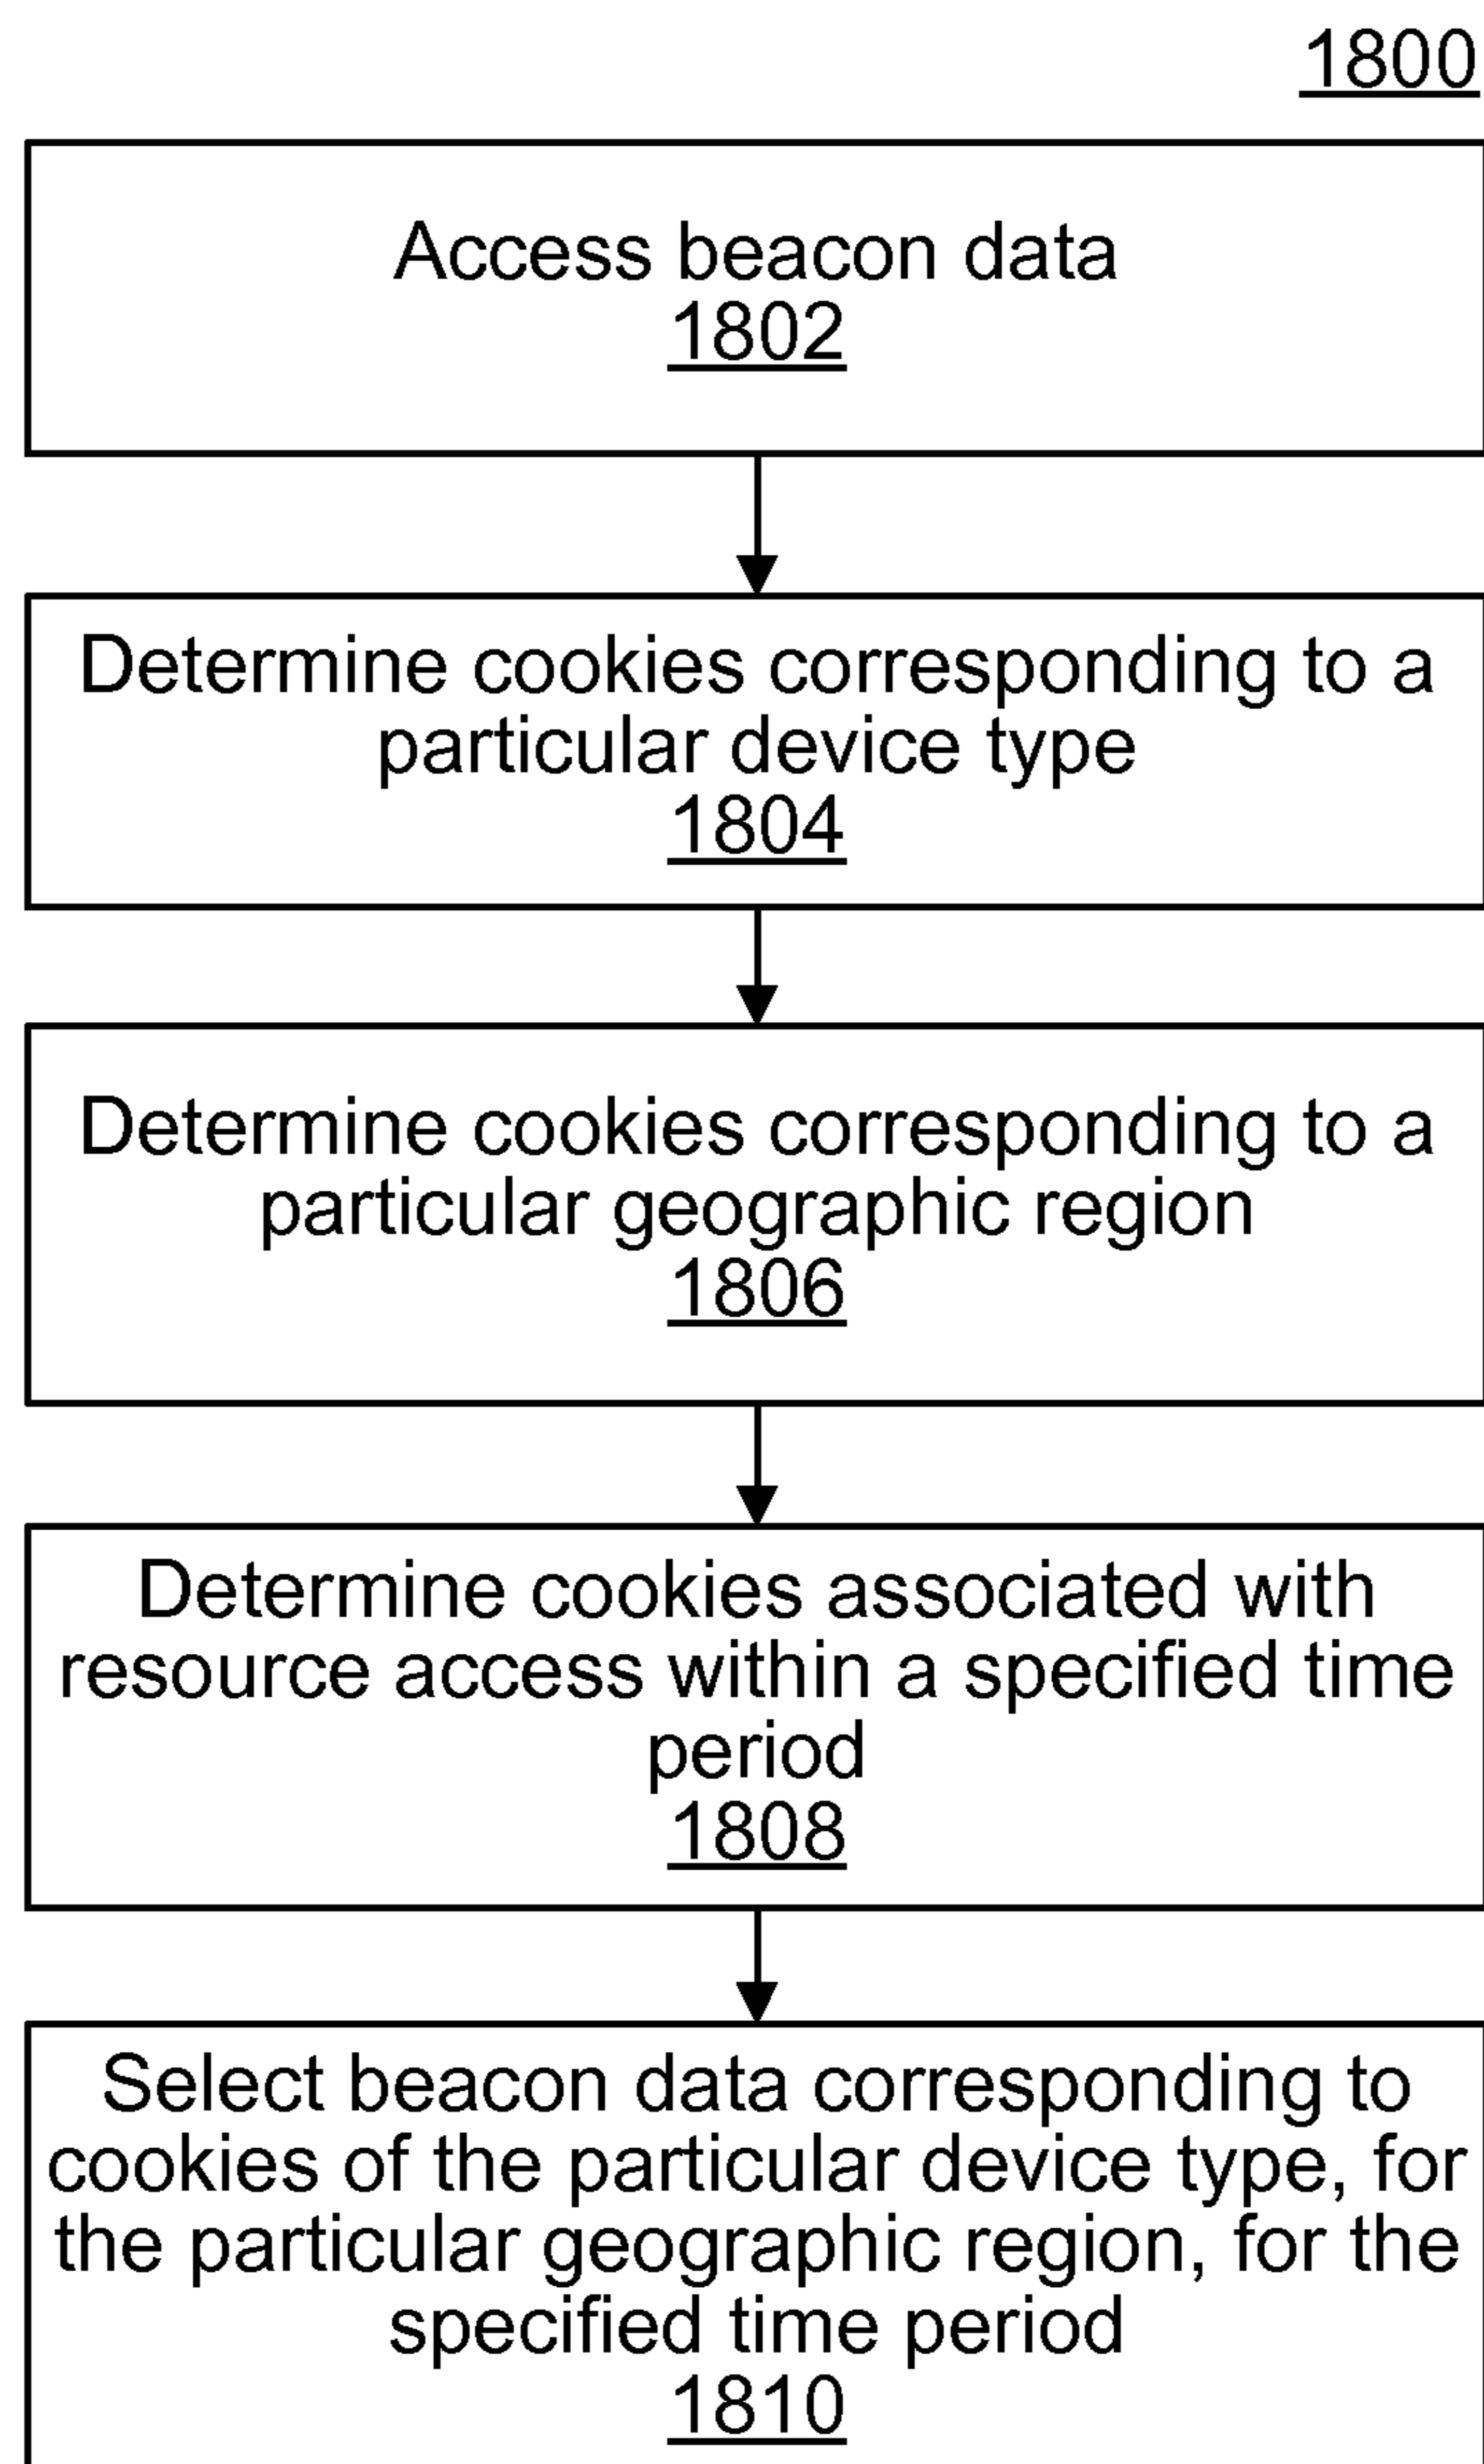 1800
Access beacon data
1802
Determine cookies corresponding to a
particular device type
1804
Determine cookies corresponding to a
particular geographic region
1806
Determine cookies associated with
resource access within a specified time
period
1808
Select beacon data corresponding to
cookies of the particular device type, for
the particular geographic region, for the
specified time period
1810